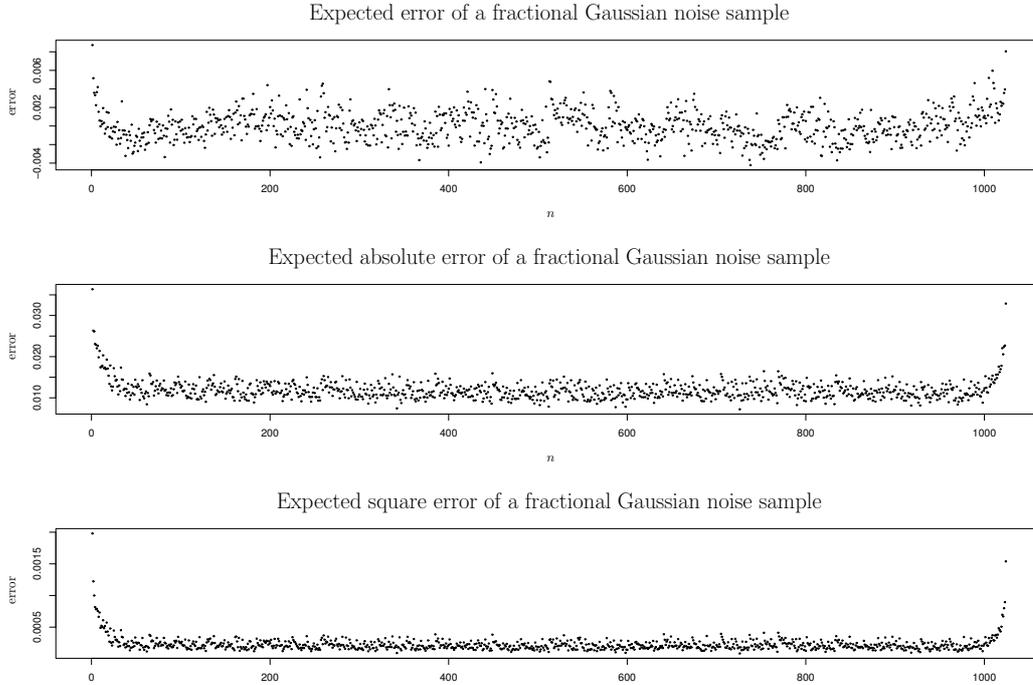 Expected error of a fractional Gaussian noise sample
error
0.006
0.002
−0.004
0 200 400 600 800 1000
n
Expected absolute error of a fractional Gaussian noise sample
error
0.030
0.020
0.010
0 200 400 600 800 1000
n
Expected square error of a fractional Gaussian noise sample
error
0.0015
0.0005
0 200 400 600 800 1000